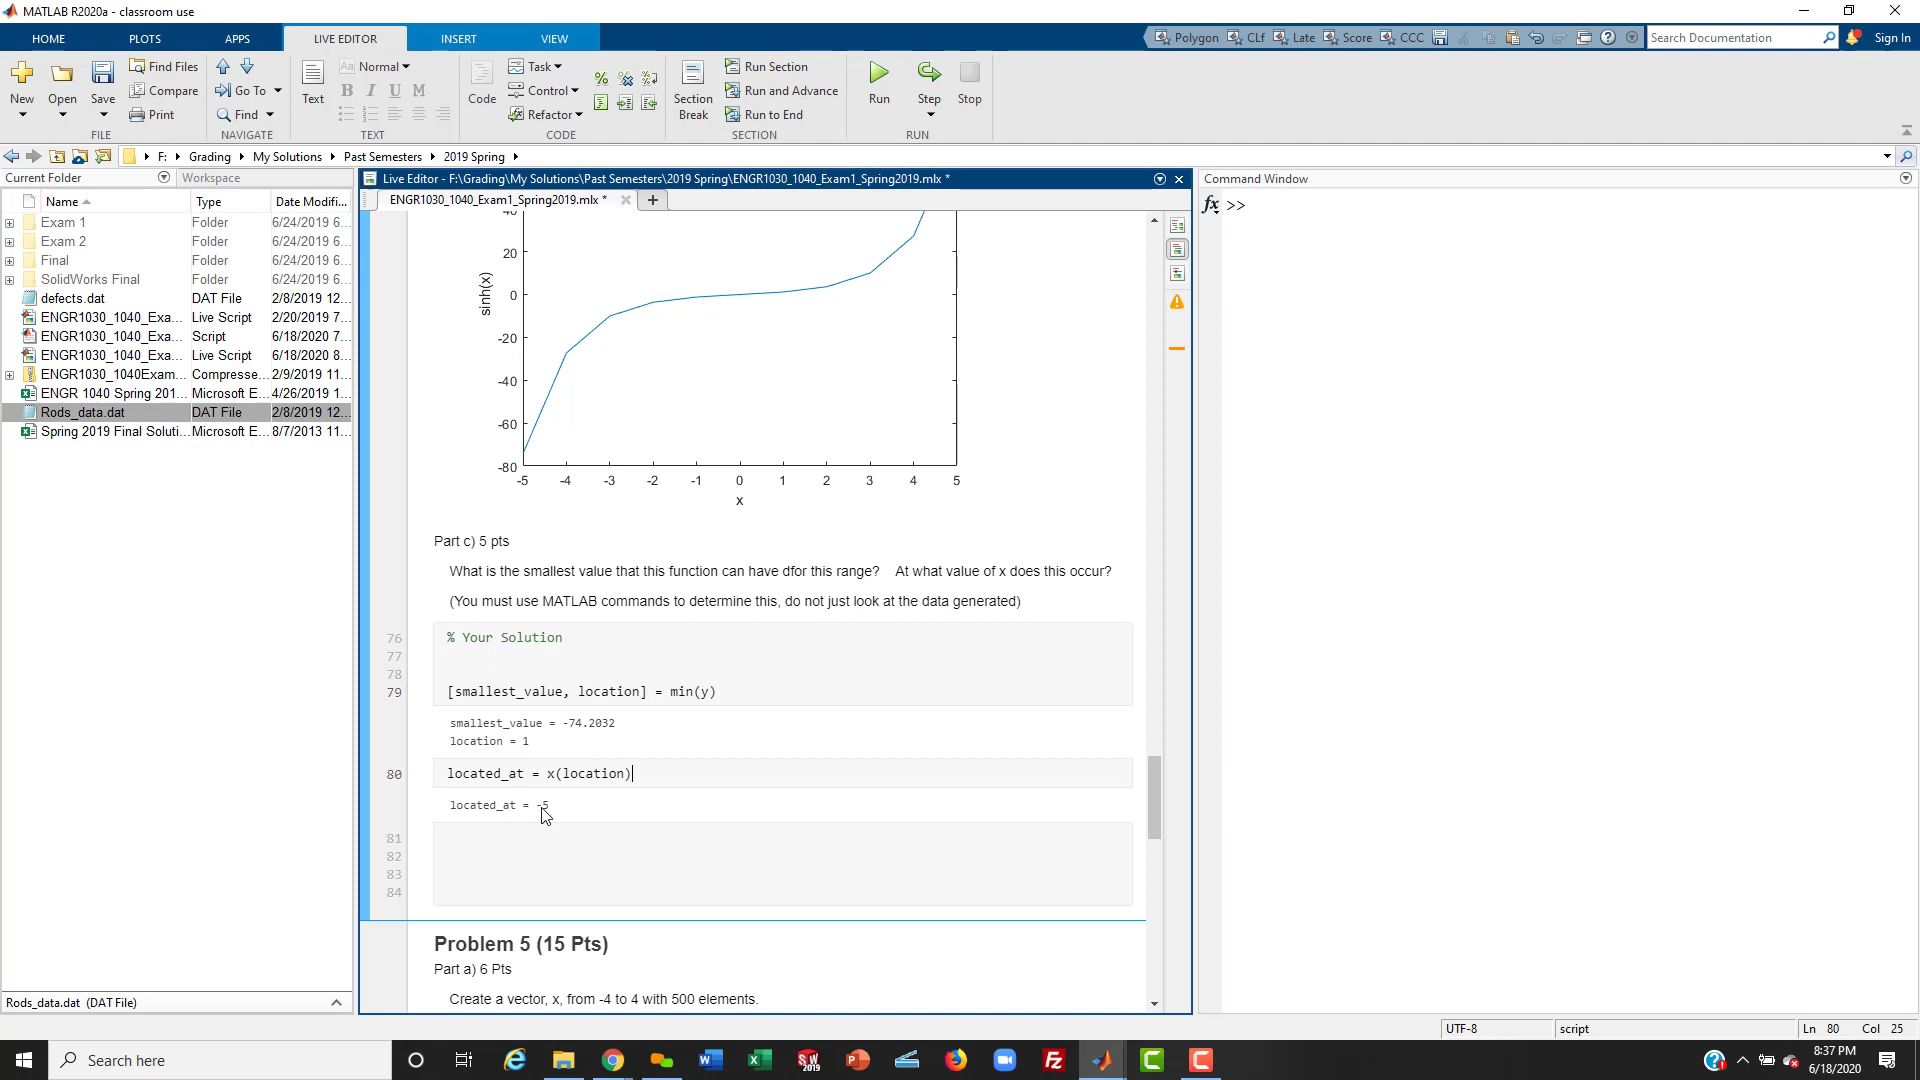 MATLAB R2020a - classroom use
HOME PLOTS APPS LIVE EDITOR INSERT VIEW Polygon CLf Late Score CCC Search Documentation Sign In
New Open Save Find Files Compare Print Go To Find Text Aa Normal B I U M Code Task Control Refactor Section Break Run Section Run and Advance Run to End Run Step Stop
FILE NAVIGATE TEXT CODE SECTION RUN
F: Grading My Solutions Past Semesters 2019 Spring
Current Folder Workspace
Name Type Date Modifi...
Exam 1 Folder 6/24/2019 6...
Exam 2 Folder 6/24/2019 6...
Final Folder 6/24/2019 6...
SolidWorks Final Folder 6/24/2019 6...
defects.dat DAT File 2/8/2019 12...
ENGR1030_1040_Exa... Live Script 2/20/2019 7...
ENGR1030_1040_Exa... Script 6/18/2020 7...
ENGR1030_1040_Exa... Live Script 6/18/2020 8...
ENGR1030_1040Exam... Compresse... 2/9/2019 11...
ENGR 1040 Spring 201... Microsoft E... 4/26/2019 1...
Rods_data.dat DAT File 2/8/2019 12...
Spring 2019 Final Soluti... Microsoft E... 8/7/2013 11...
Rods_data.dat (DAT File)
Live Editor - F:\Grading\My Solutions\Past Semesters\2019 Spring\ENGR1030_1040_Exam1_Spring2019.mlx *
ENGR1030_1040_Exam1_Spring2019.mlx *
40
20
0
-20
-40
-60
-80
sinh(x)
-5 -4 -3 -2 -1 0 1 2 3 4 5
x
Part c) 5 pts
What is the smallest value that this function can have dfor this range? At what value of x does this occur?
(You must use MATLAB commands to determine this, do not just look at the data generated)
76 % Your Solution
77
78
79 [smallest_value, location] = min(y)
smallest_value = -74.2032
location = 1
80 located_at = x(location)
located_at = -5
81
82
83
84
Problem 5 (15 Pts)
Part a) 6 Pts
Create a vector, x, from -4 to 4 with 500 elements.
Command Window
fx >>
UTF-8 script Ln 80 Col 25
Search here
SW 2019
8:37 PM
6/18/2020